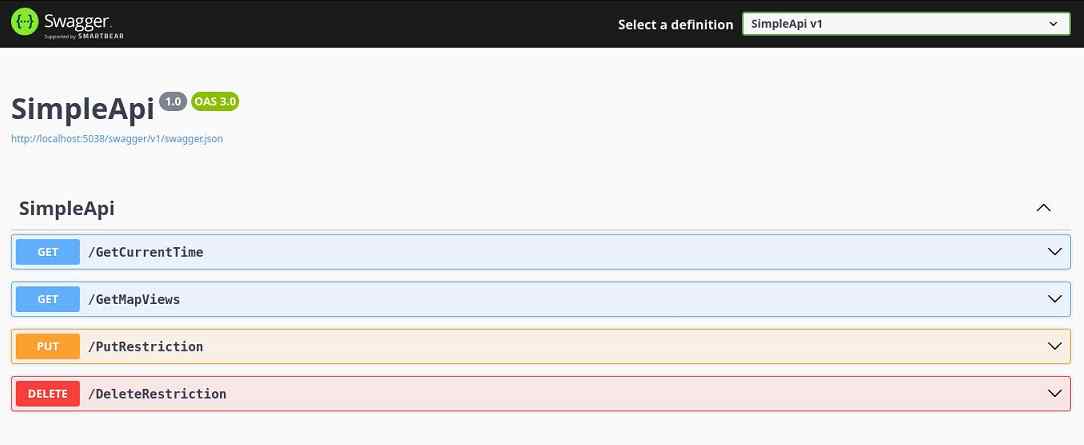 {···} Swagger.
Supported by SMARTBEAR
Select a definition
SimpleApi v1
SimpleApi 1.0 OAS 3.0
http://localhost:5038/swagger/v1/swagger.json
SimpleApi
GET /GetCurrentTime
GET /GetMapViews
PUT /PutRestriction
DELETE /DeleteRestriction